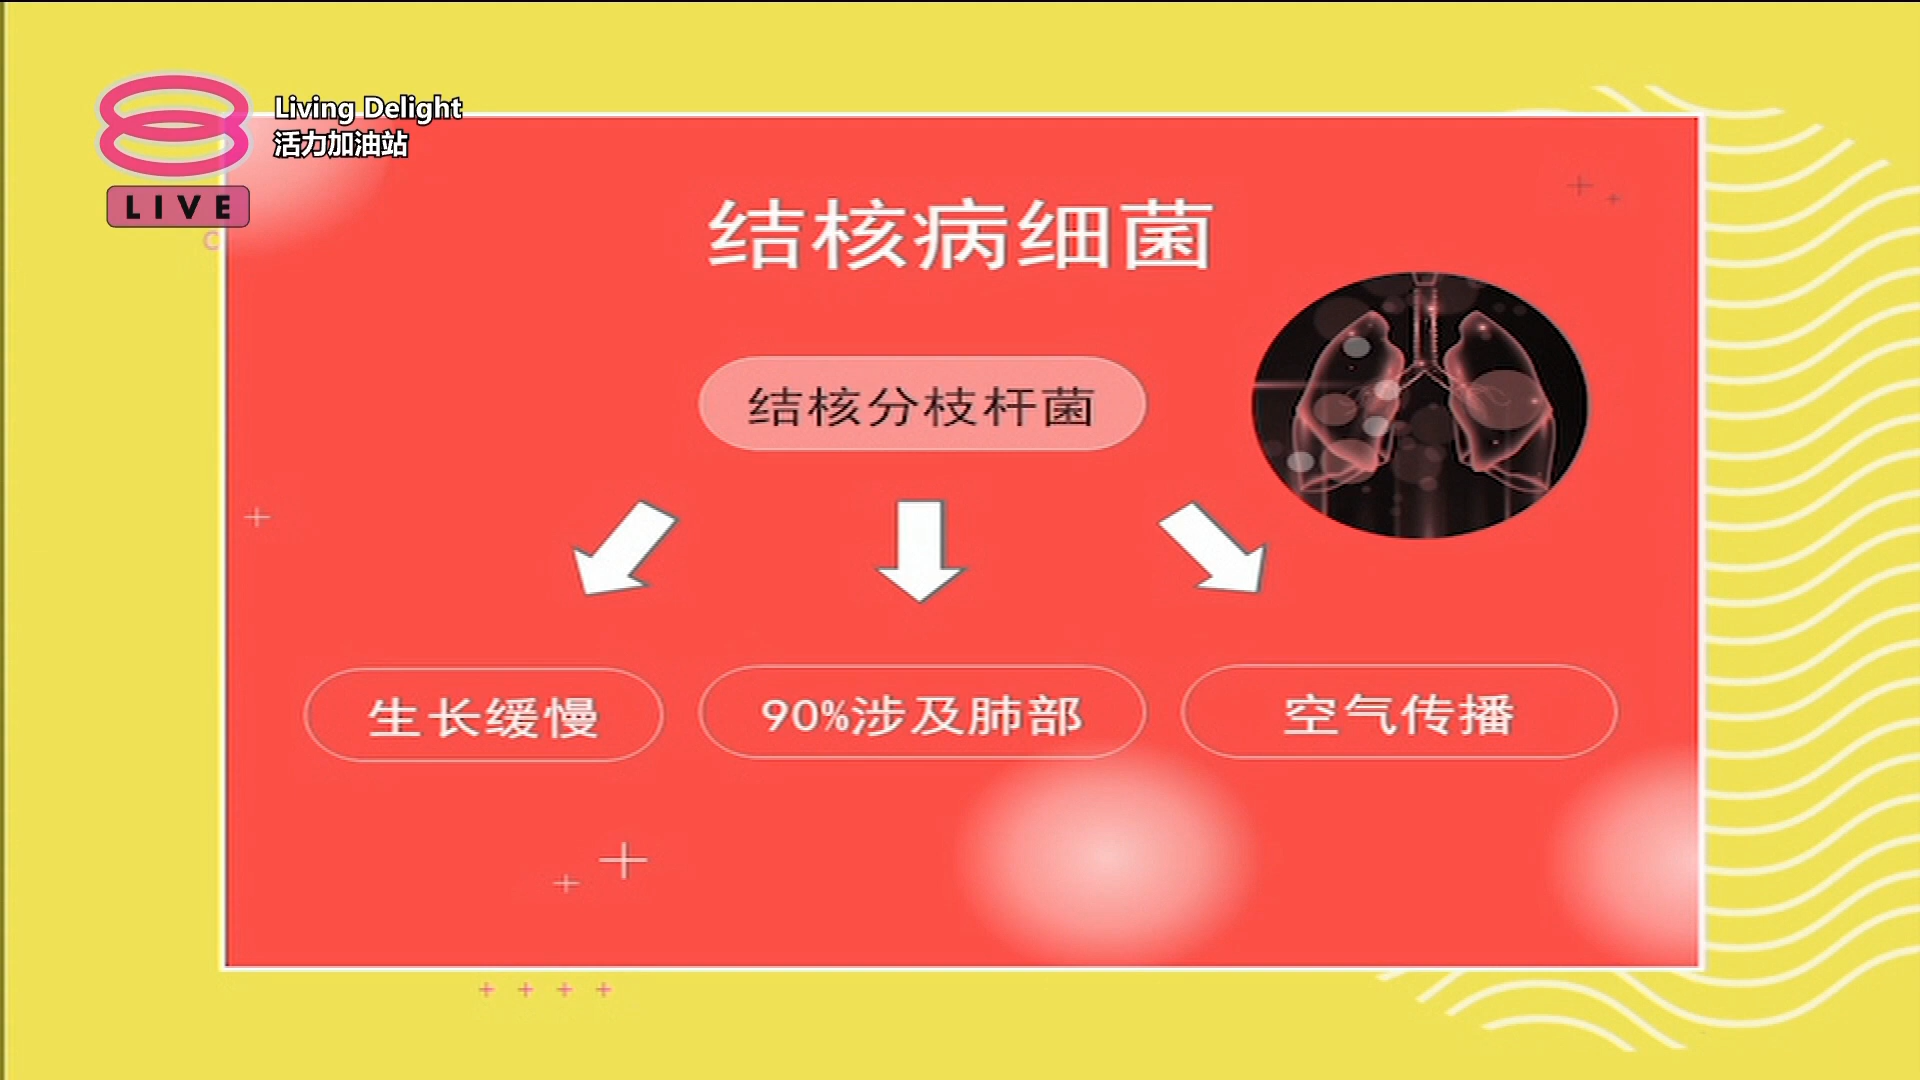 Living Delight
活力加油站
LIVE
结核病细菌
结核分枝杆菌
生长缓慢
90%涉及肺部
空气传播